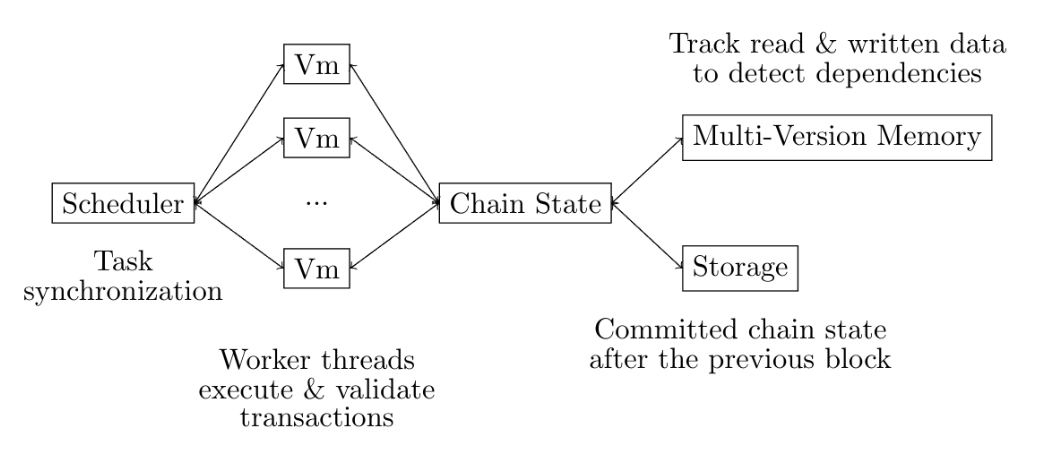 Vm
Track read & written data
to detect dependencies
Vm
Multi-Version Memory
Scheduler
...
Chain State
Task
synchronization
Vm
Storage
Worker threads
execute & validate
transactions
Committed chain state
after the previous block